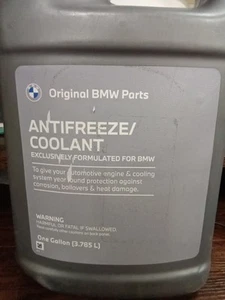 Original BMW Parts
ANTIFREEZE/
COOLANT
EXCLUSIVELY FORMULATED FOR BMW
To give your automotive engine & cooling
system year round protection against
corrosion, boilovers & heat damage.
WARNING
HARMFUL OR FATAL IF SWALLOWED
One Gallon (3.785 L)